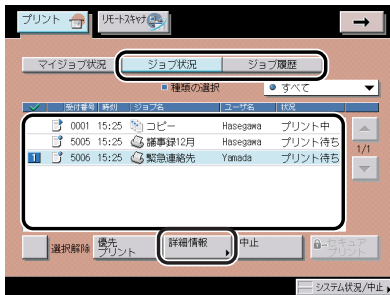 プリント リモートスキャナ
マイジョブ状況 ジョブ状況 ジョブ履歴
種類の選択 すべて
受付番号 時刻 ジョブ名 ユーザ名 状況
0001 15:25 コピー Hasegawa プリント中
5005 15:25 議事録12月 Hasegawa プリント待ち
1 5006 15:25 緊急連絡先 Yamada プリント待ち
1/1
選択解除 優先プリント 詳細情報 中止 セキュアプリント
システム状況/中止